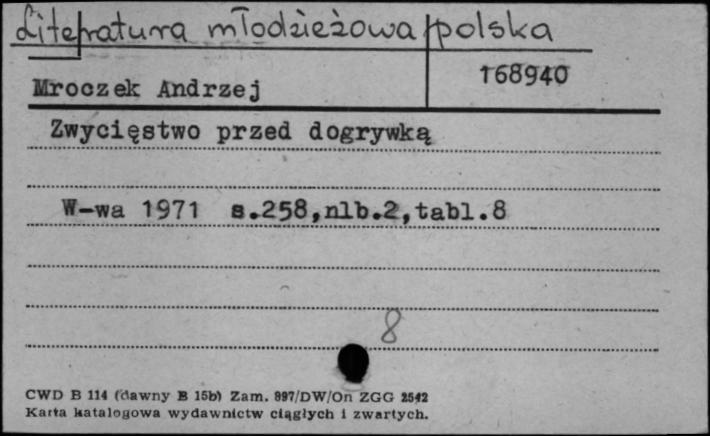 Literatura młodzieżowa polska
168940
Mroczek Andrzej
Zwycięstwo przed dogrywką
W-wa 1971 s.258,nlb.2,tabl.8
8
CWD B 114 (dawny B 15b) Zam. 897/DW/On ZGG 2542
Karta katalogowa wydawnictw ciągłych i zwartych.